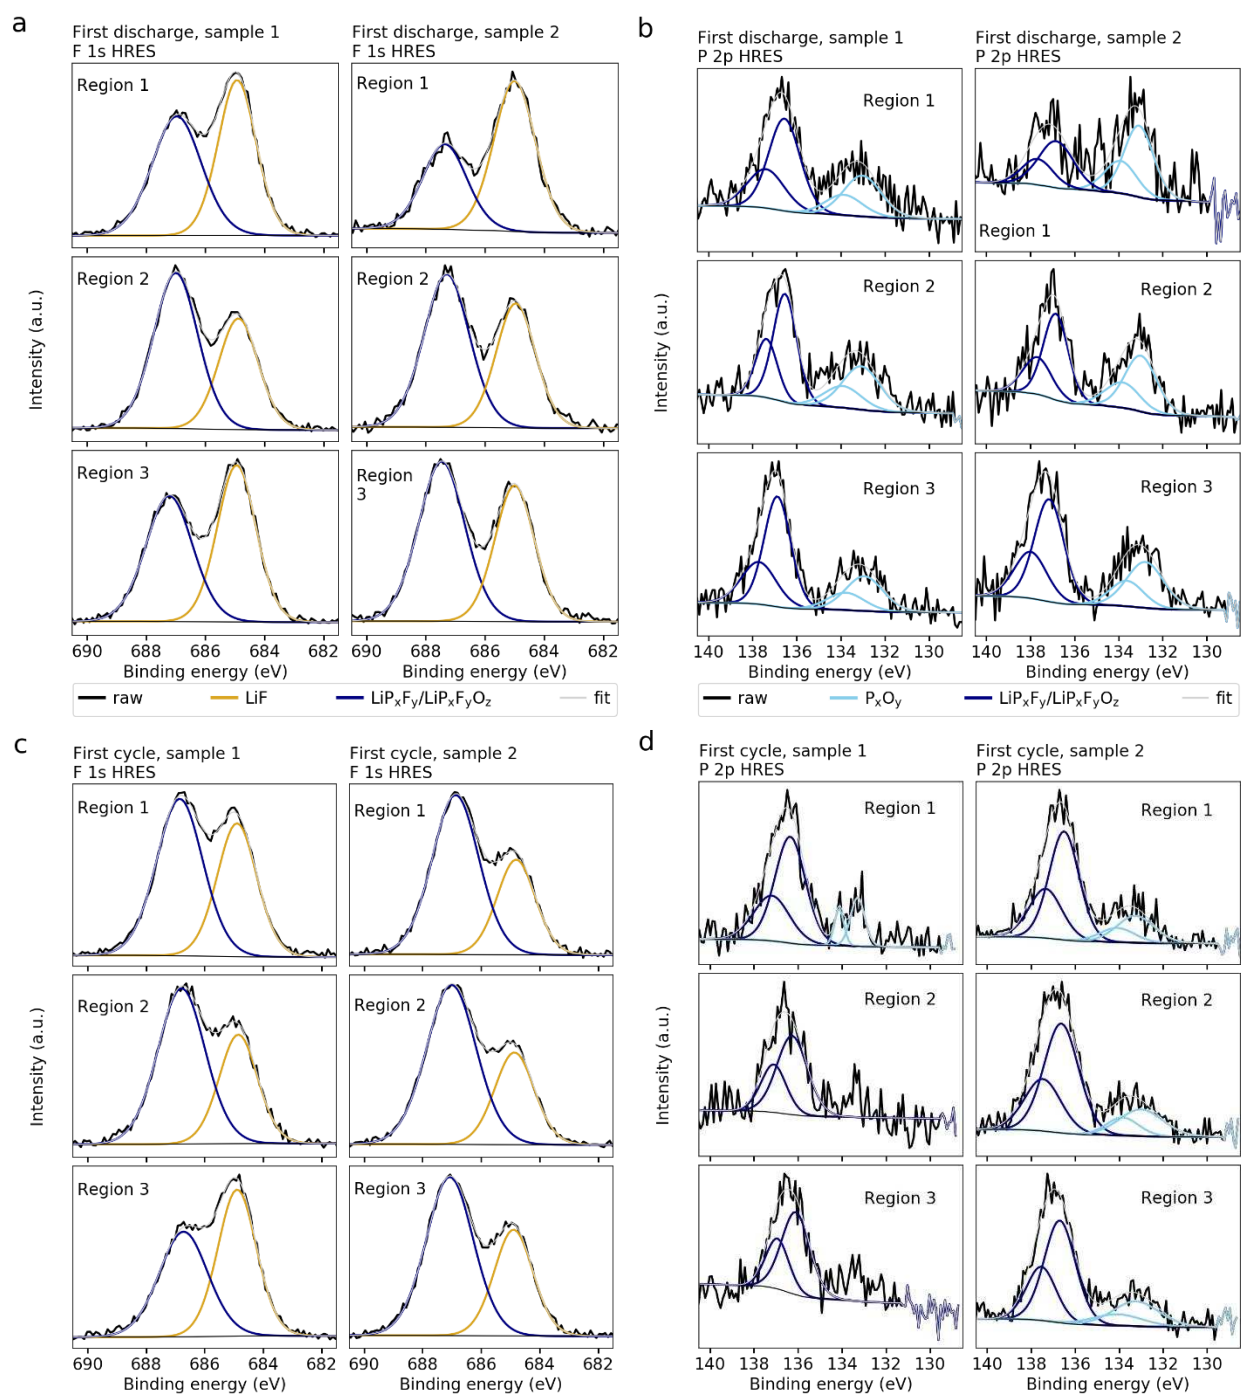 a
First discharge, sample 1
F 1s HRES
First discharge, sample 2
F 1s HRES
Region 1
Region 1
Region 2
Region 2
Region 3
Region
3
Intensity (a.u.)
690 688 686 684 682
690 688 686 684 682
Binding energy (eV)
Binding energy (eV)
raw LiF LiPₓFᵧ/LiPₓFᵧO_z fit
b
First discharge, sample 1
P 2p HRES
First discharge, sample 2
P 2p HRES
Region 1
Region 1
Region 2
Region 2
Region 3
Region 3
Intensity (a.u.)
140 138 136 134 132 130
140 138 136 134 132 130
Binding energy (eV)
Binding energy (eV)
raw PₓOᵧ LiPₓFᵧ/LiPₓFᵧO_z fit
c
First cycle, sample 1
F 1s HRES
First cycle, sample 2
F 1s HRES
Region 1
Region 1
Region 2
Region 2
Region 3
Region 3
Intensity (a.u.)
690 688 686 684 682
690 688 686 684 682
Binding energy (eV)
Binding energy (eV)
d
First cycle, sample 1
P 2p HRES
First cycle, sample 2
P 2p HRES
Region 1
Region 1
Region 2
Region 2
Region 3
Region 3
Intensity (a.u.)
140 138 136 134 132 130
140 138 136 134 132 130
Binding energy (eV)
Binding energy (eV)